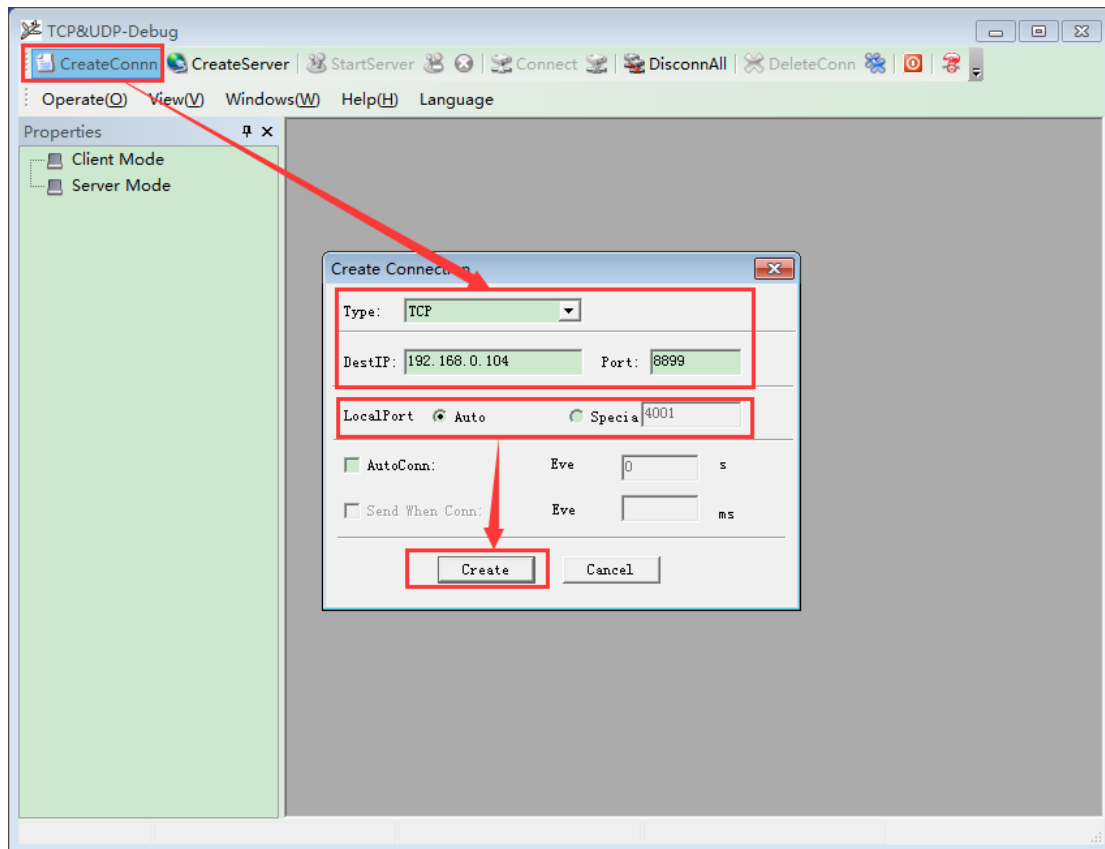 TCP&UDP-Debug
CreateConnn CreateServer StartServer Connect DisconnAll DeleteConn
Operate(O) View(V) Windows(W) Help(H) Language
Properties
Client Mode
Server Mode
Create Connection
Type: TCP
DestIP: 192.168.0.104 Port: 8899
LocalPort Auto Specia 4001
AutoConn: Eve 0 s
Send When Conn: Eve ms
Create Cancel